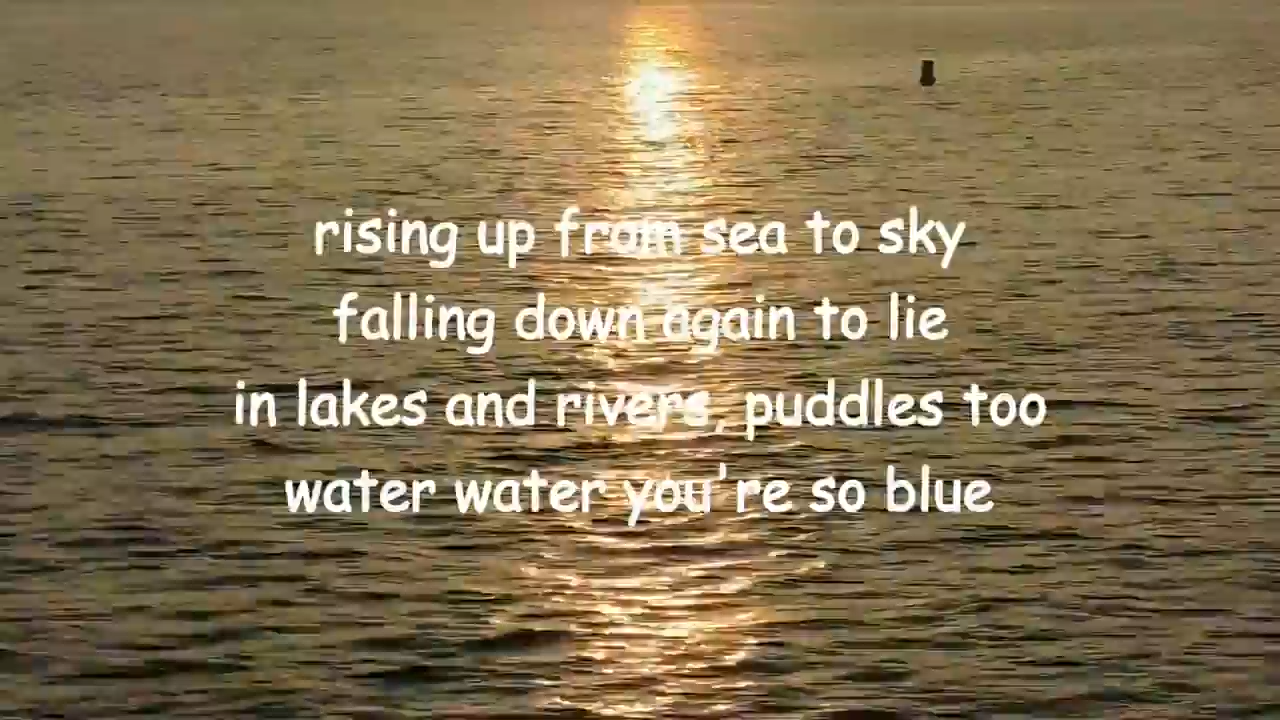 rising up from sea to sky
falling down again to lie
in lakes and rivers, puddles too
water water you're so blue